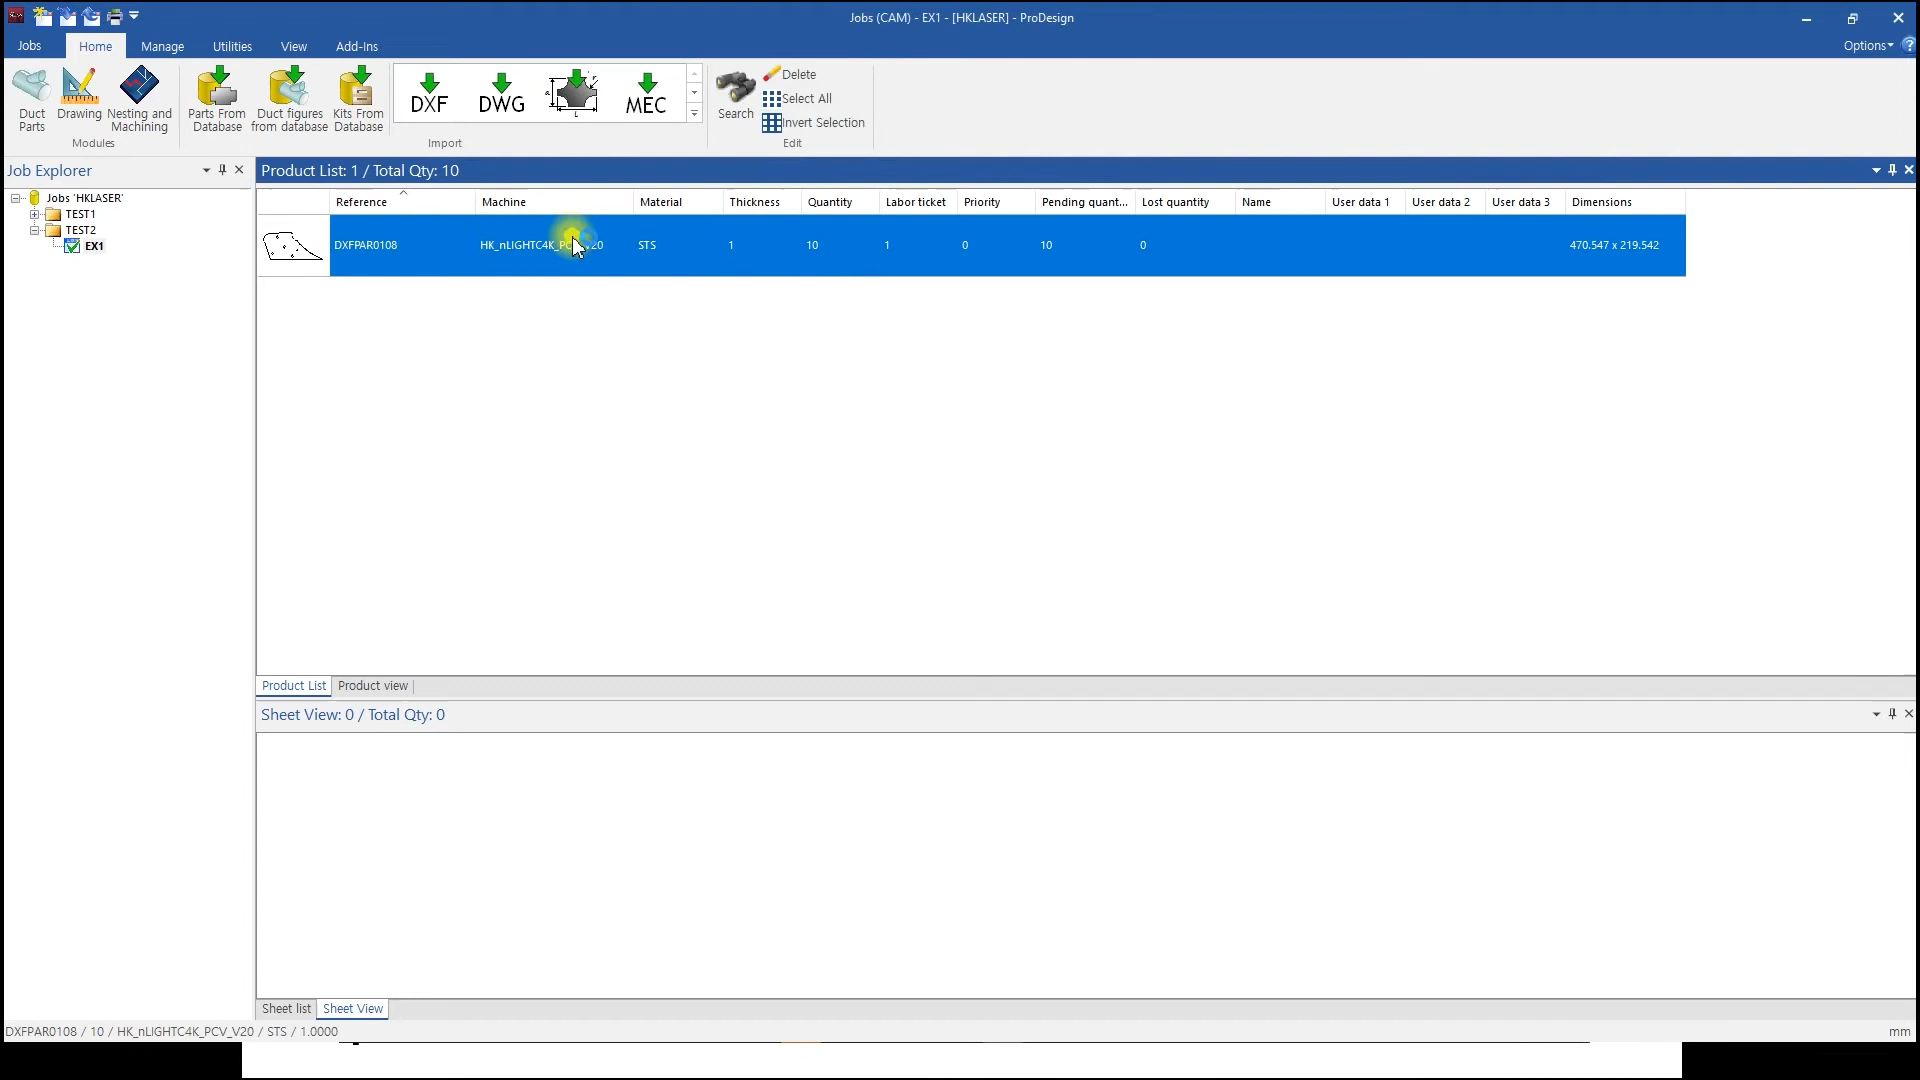 Jobs (CAM) - EX1 - [HKLASER] - ProDesign
Jobs Home Manage Utilities View Add-Ins Options
Duct Parts
Drawing
Nesting and Machining
Modules
Parts From Database
Duct figures from database
Kits From Database
DXF DWG MEC
Import
Search
Delete
Select All
Invert Selection
Edit
Job Explorer
Jobs 'HKLASER'
TEST1
TEST2
EX1
Product List: 1 / Total Qty: 10
Reference Machine Material Thickness Quantity Labor ticket Priority Pending quant... Lost quantity Name User data 1 User data 2 User data 3 Dimensions
DXFPAR0108 HK_nLIGHTC4K_PCV_V20 STS 1 10 1 0 10 0 470.547 x 219.542
Product List Product view
Sheet View: 0 / Total Qty: 0
Sheet list Sheet View
DXFPAR0108 / 10 / HK_nLIGHTC4K_PCV_V20 / STS / 1.0000 mm